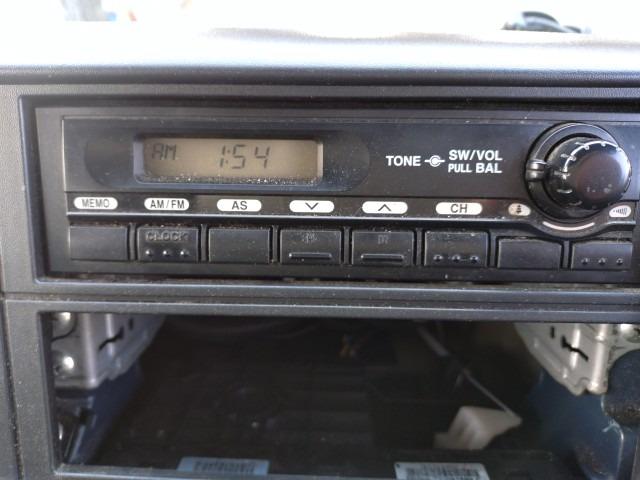 AM 1:54
TONE SW/VOL
PULL BAL
MEMO AM/FM AS CH
CLOCK